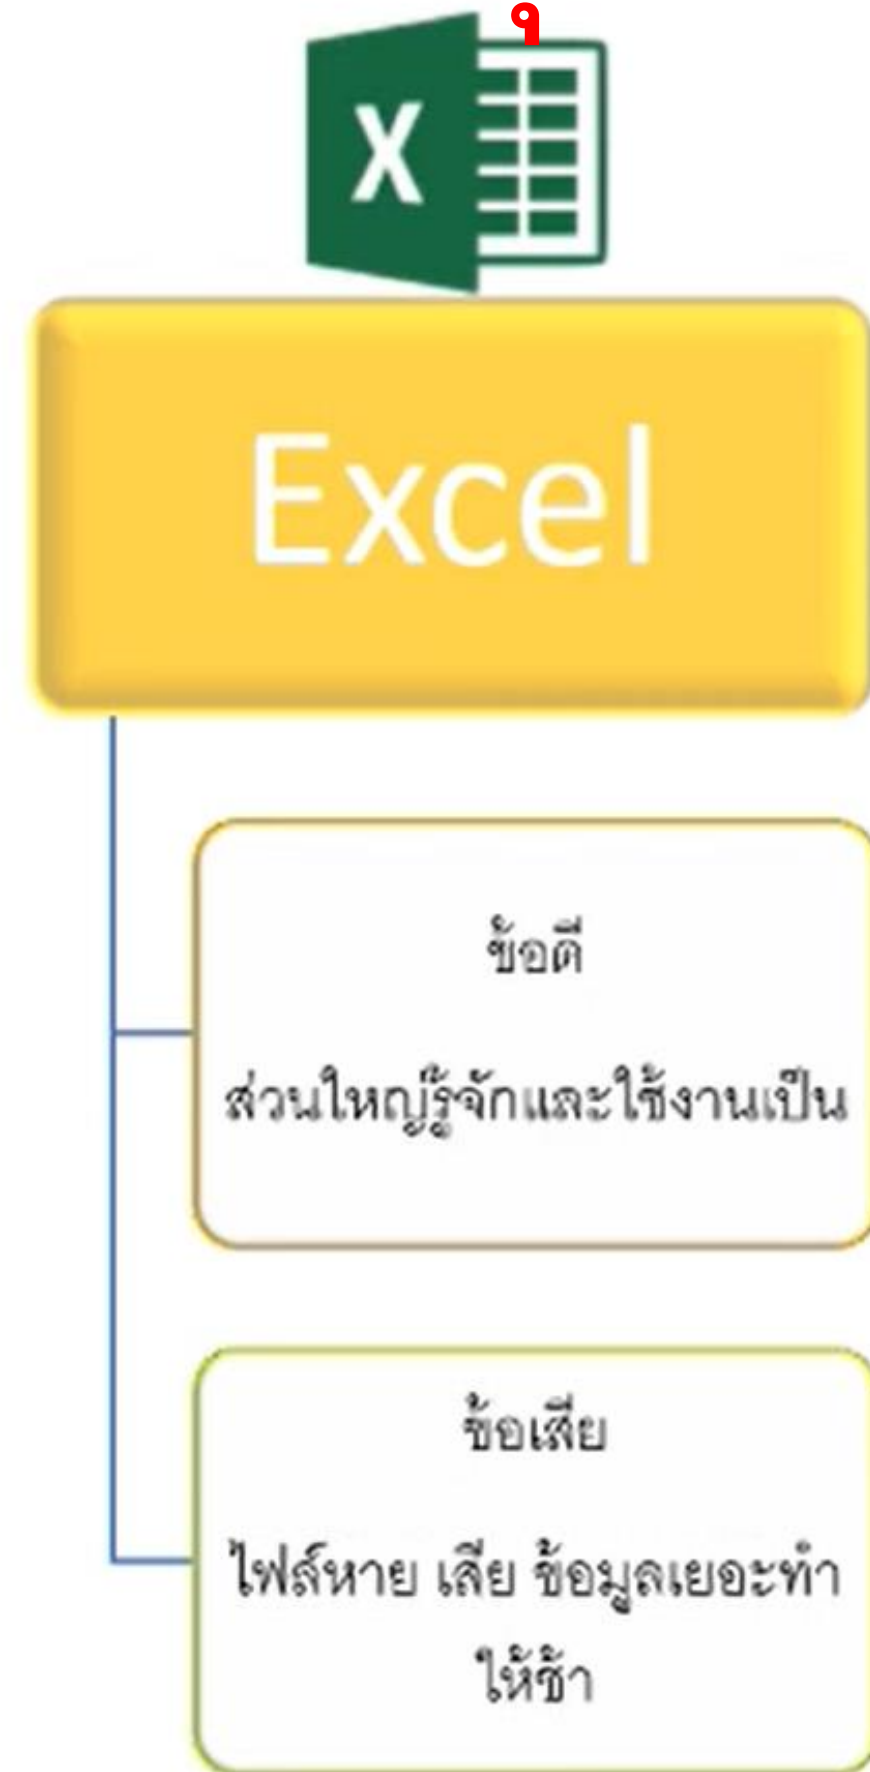 ๑
X
Excel
ข้อดี
ส่วนใหญ่รู้จักและใช้งานเป็น
ข้อเสีย
ไฟล์หาย เสีย ข้อมูลเยอะทำ
ให้ช้า